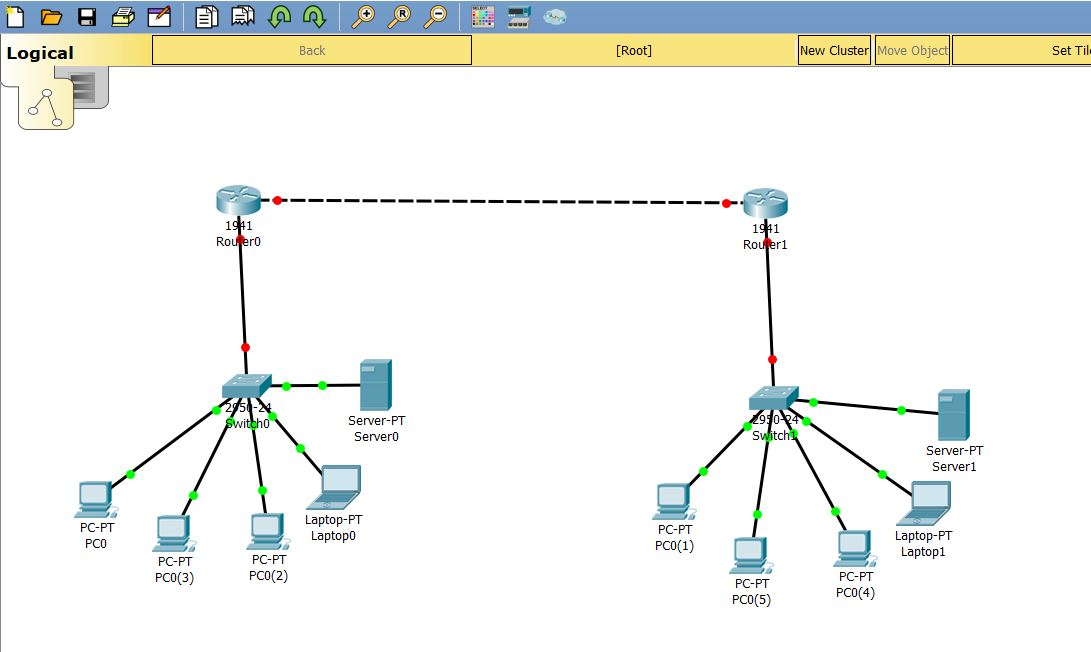 Logical
Back
[Root]
New Cluster
Move Object
Set Til
1941
Router0
1941
Router1
2950-24
Switch0
Server-PT
Server0
2950-24
Switch1
Server-PT
Server1
PC-PT
PC0
PC-PT
PC0(3)
PC-PT
PC0(2)
Laptop-PT
Laptop0
PC-PT
PC0(1)
PC-PT
PC0(5)
PC-PT
PC0(4)
Laptop-PT
Laptop1